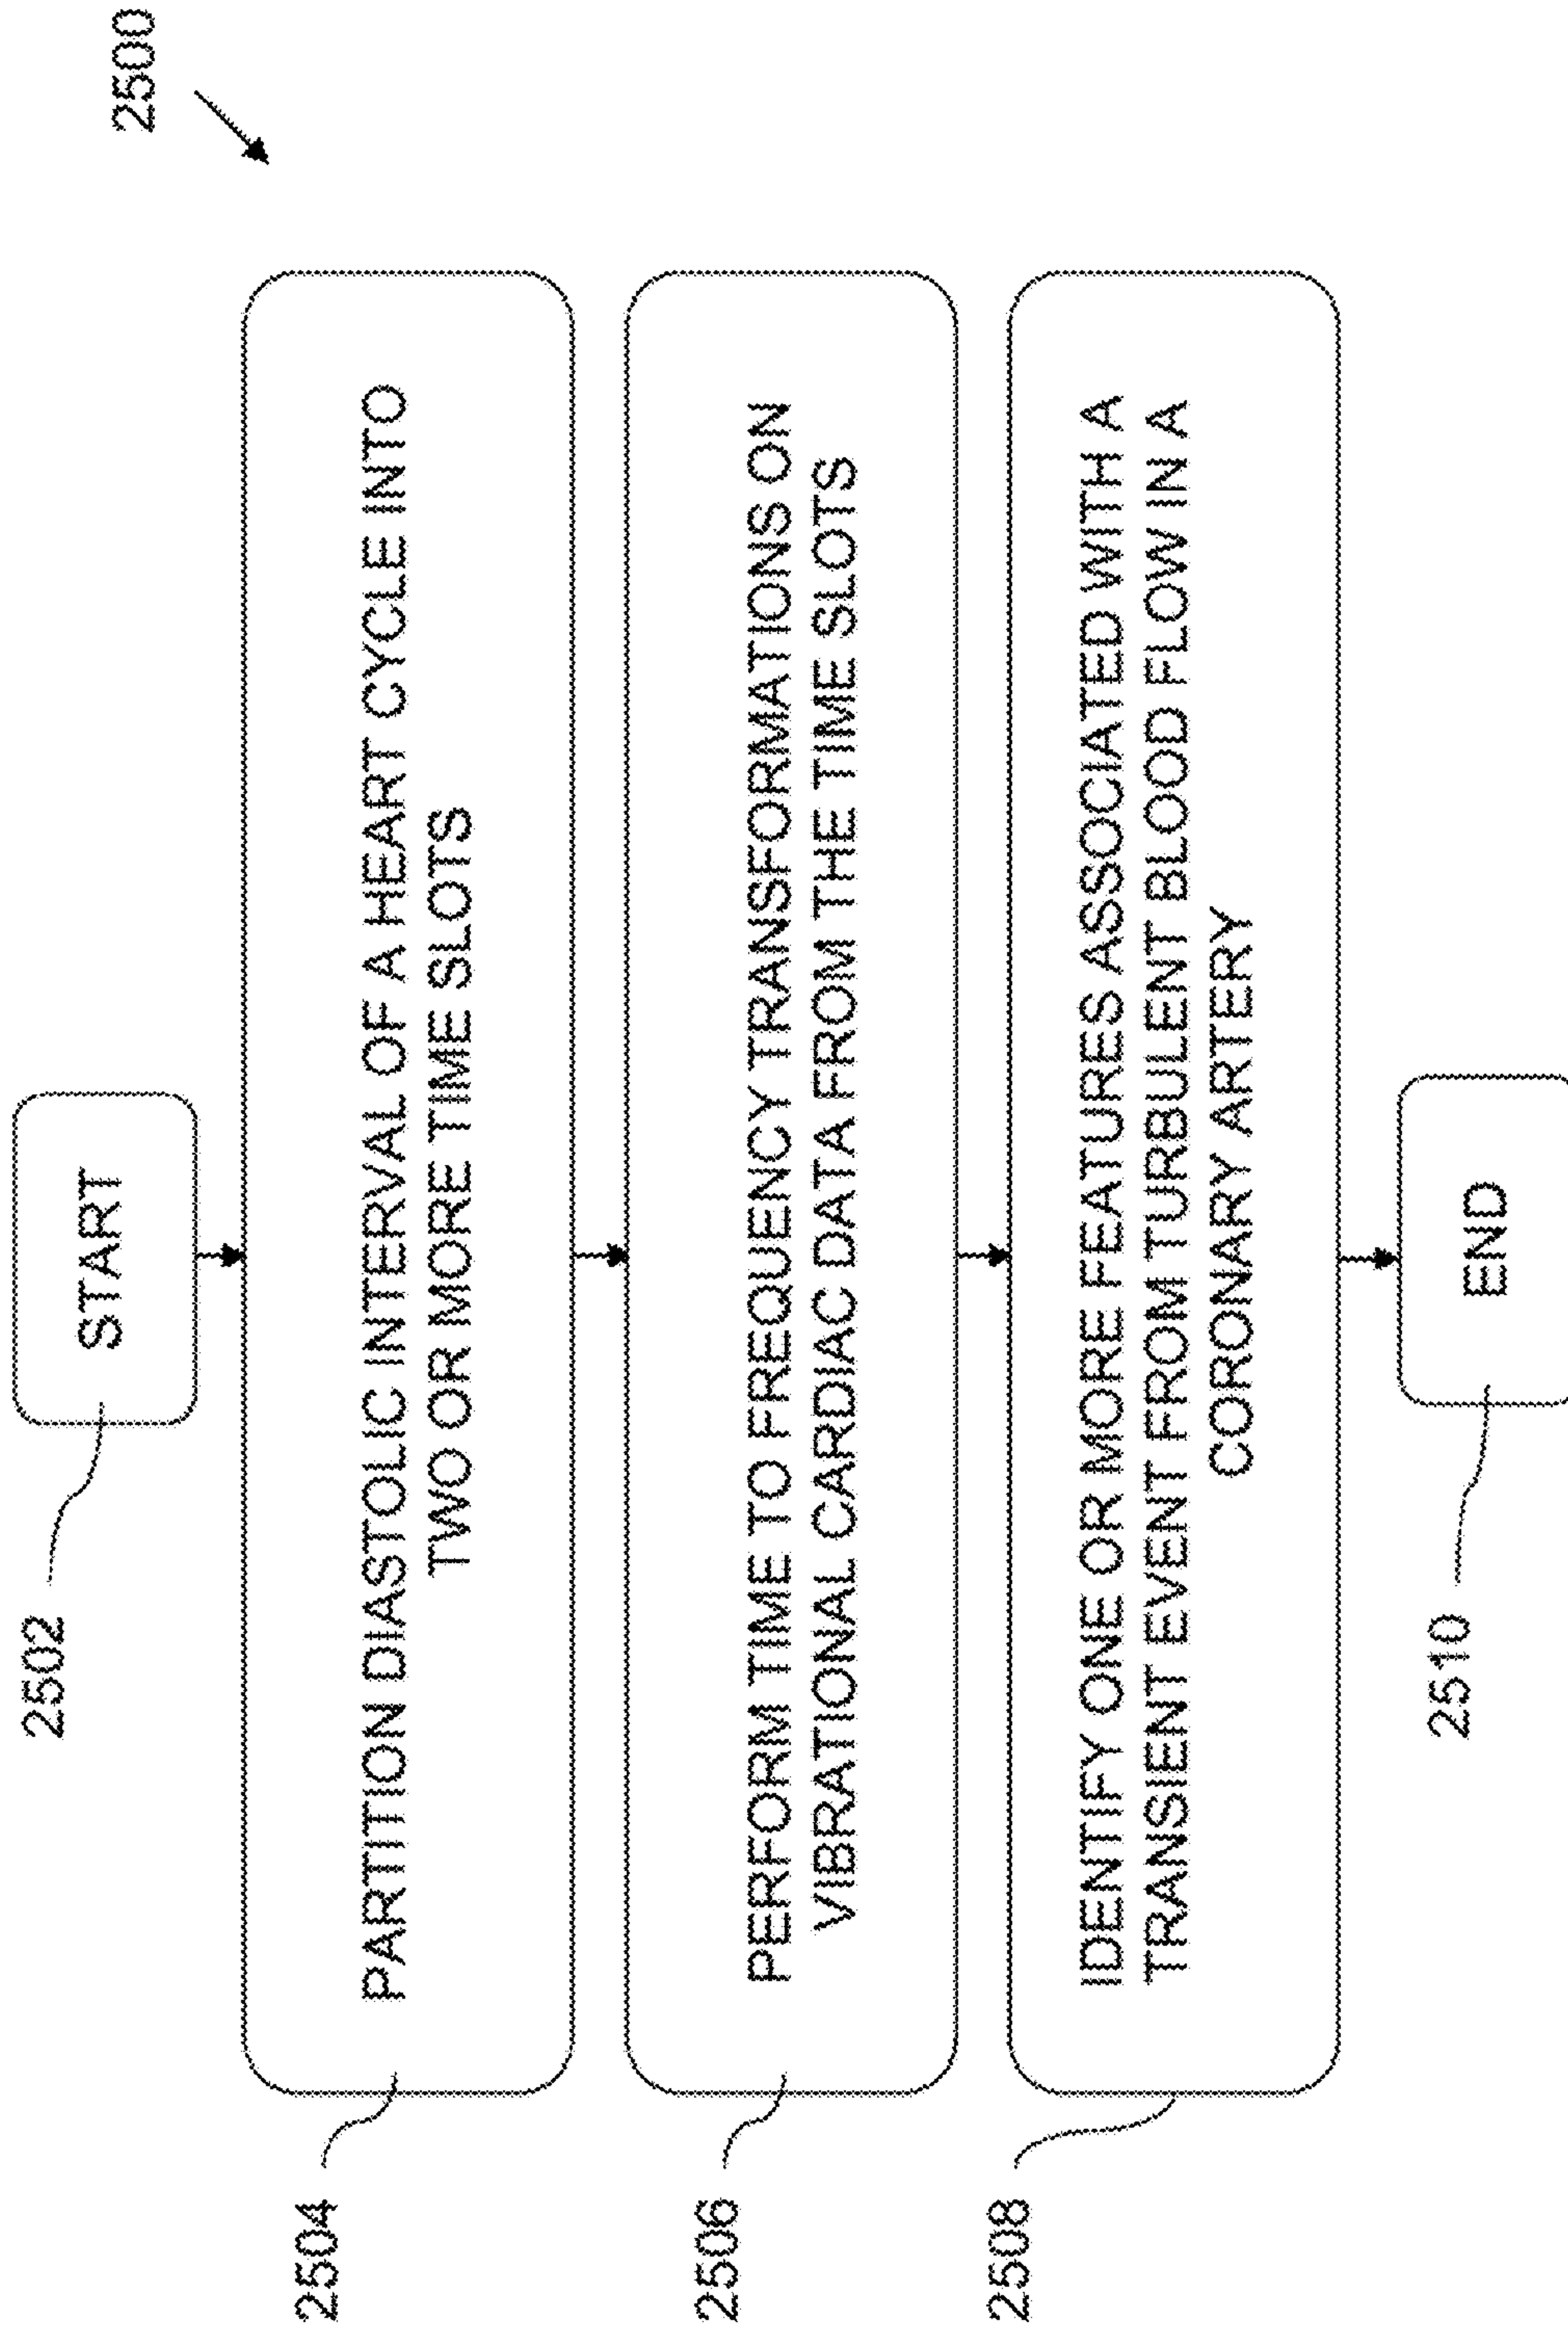 2500
2502
START
2504
PARTITION DIASTOLIC INTERVAL OF A HEART CYCLE INTO
TWO OR MORE TIME SLOTS
2506
PERFORM TIME TO FREQUENCY TRANSFORMATIONS ON
VIBRATIONAL CARDIAC DATA FROM THE TIME SLOTS
2508
IDENTIFY ONE OR MORE FEATURES ASSOCIATED WITH A
TRANSIENT EVENT FROM TURBULENT BLOOD FLOW IN A
CORONARY ARTERY
2510
END